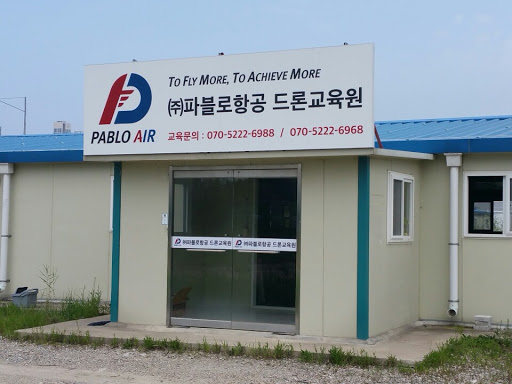 TO FLY MORE, TO ACHIEVE MORE
㈜파블로항공 드론교육원
PABLO AIR
교육문의 : 070-5222-6988 / 070-5222-6968
㈜파블로항공 드론교육원 ㈜파블로항공 드론교육원